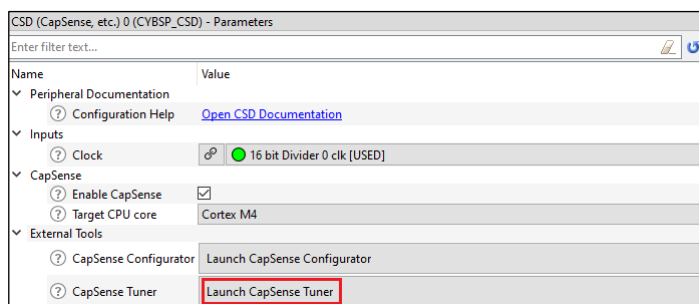 CSD (CapSense, etc.) 0 (CYBSP_CSD) - Parameters
Enter filter text...
Name Value
Peripheral Documentation
Configuration Help Open CSD Documentation
Inputs
Clock 16 bit Divider 0 clk [USED]
CapSense
Enable CapSense
Target CPU core Cortex M4
External Tools
CapSense Configurator Launch CapSense Configurator
CapSense Tuner Launch CapSense Tuner